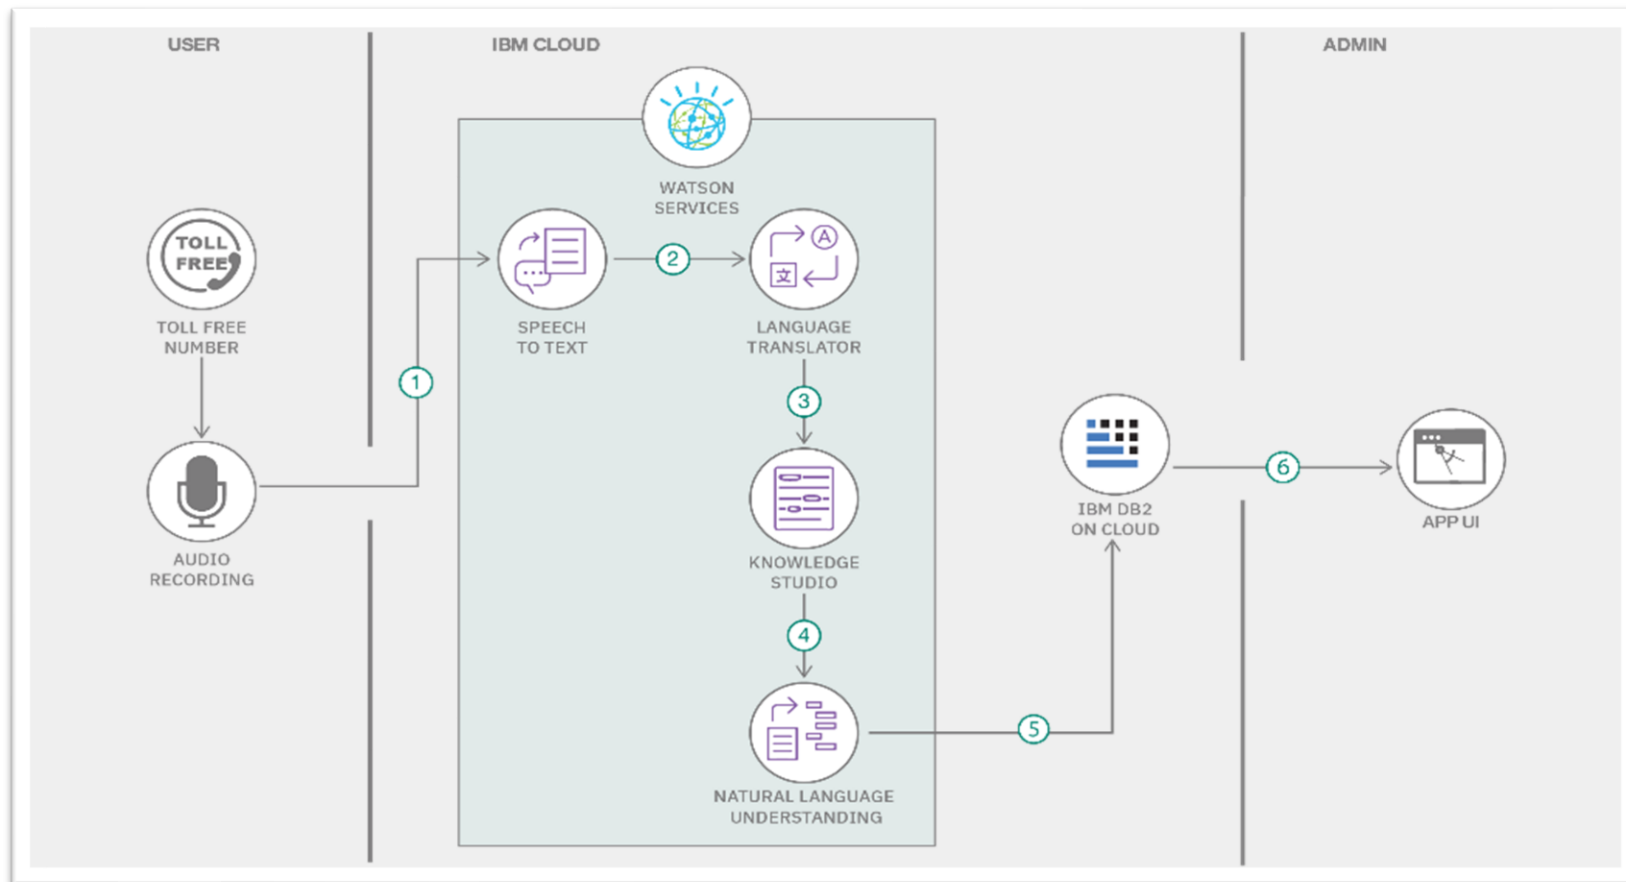 USER
IBM CLOUD
ADMIN
WATSON
SERVICES
TOLL
FREE
TOLL FREE
NUMBER
1
AUDIO
RECORDING
SPEECH
TO TEXT
2
A
文
LANGUAGE
TRANSLATOR
3
KNOWLEDGE
STUDIO
4
NATURAL LANGUAGE
UNDERSTANDING
5
IBM DB2
ON CLOUD
6
APP UI